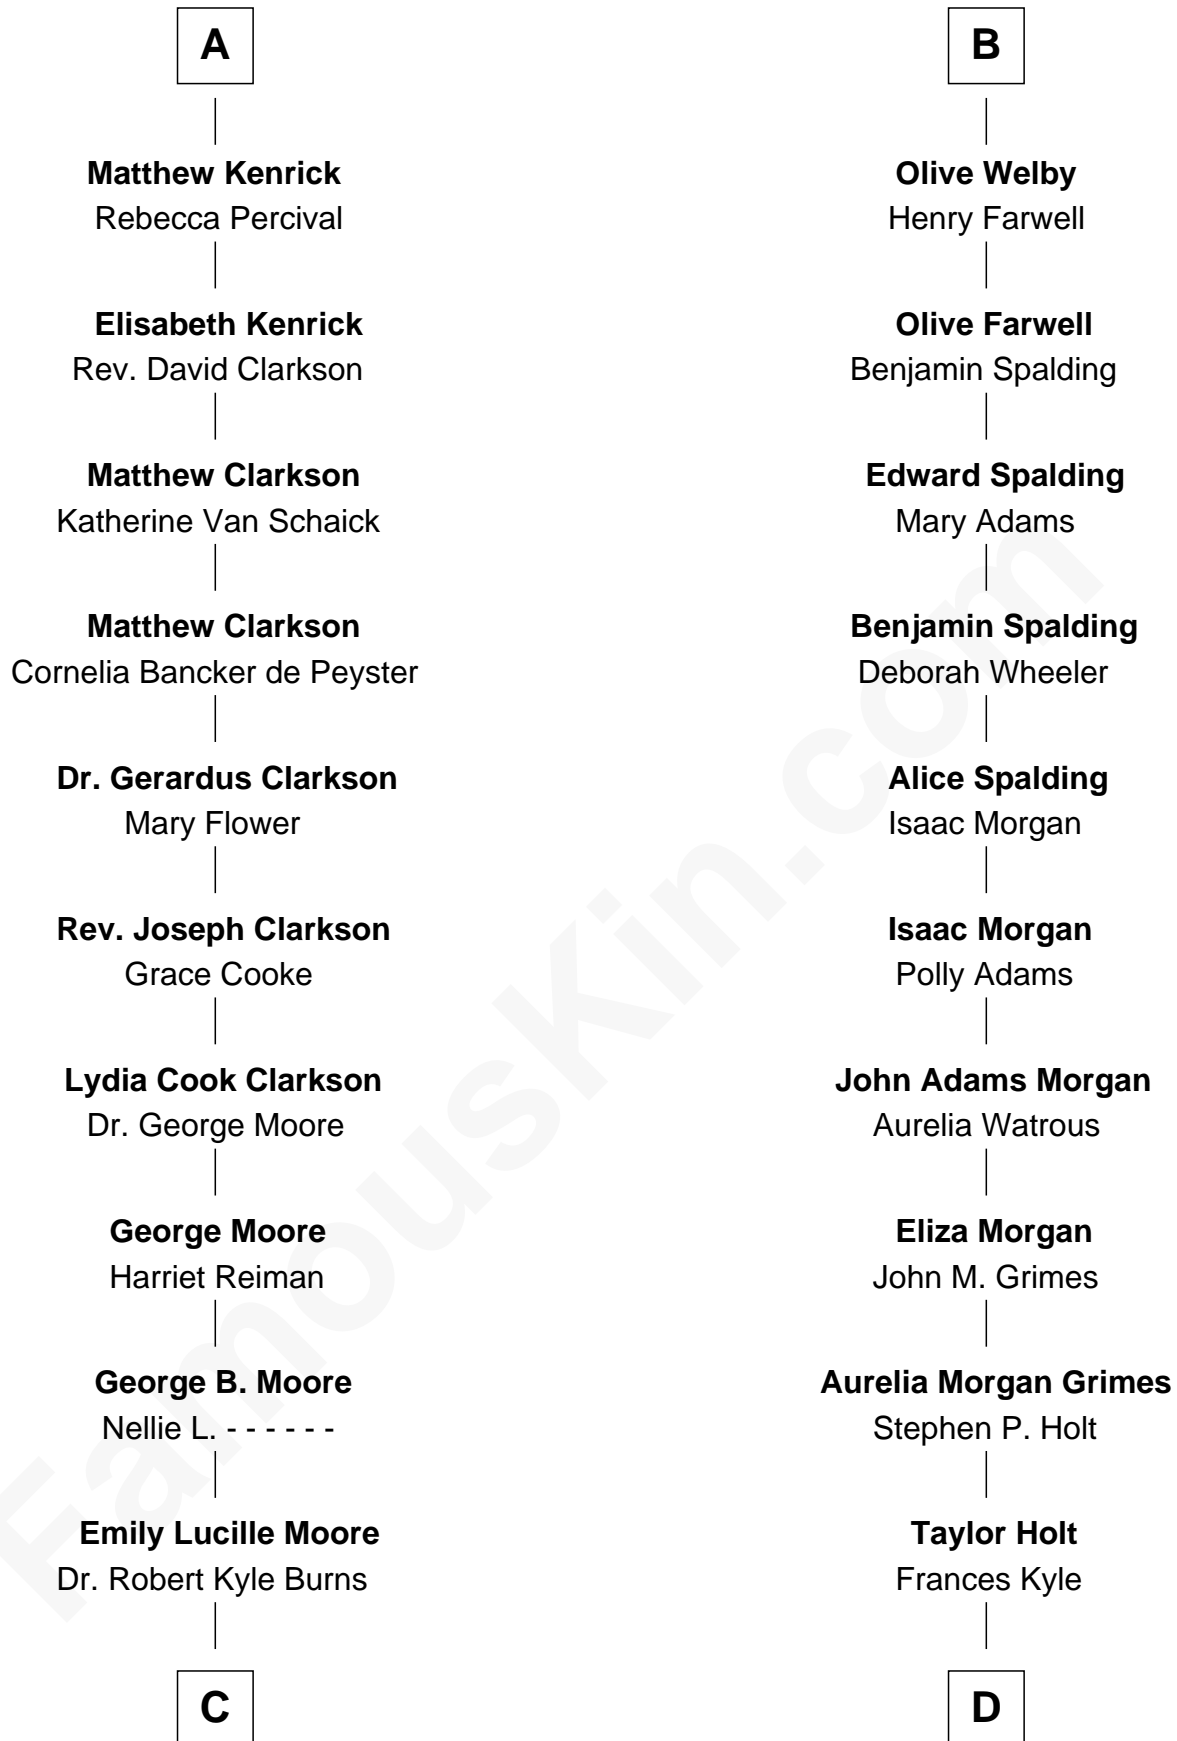 A
Matthew Kenrick
Rebecca Percival
Elisabeth Kenrick
Rev. David Clarkson
Matthew Clarkson
Katherine Van Schaick
Matthew Clarkson
Cornelia Bancker de Peyster
Dr. Gerardus Clarkson
Mary Flower
Rev. Joseph Clarkson
Grace Cooke
Lydia Cook Clarkson
Dr. George Moore
George Moore
Harriet Reiman
George B. Moore
Nellie L. - - - - - -
Emily Lucille Moore
Dr. Robert Kyle Burns
C
B
Olive Welby
Henry Farwell
Olive Farwell
Benjamin Spalding
Edward Spalding
Mary Adams
Benjamin Spalding
Deborah Wheeler
Alice Spalding
Isaac Morgan
Isaac Morgan
Polly Adams
John Adams Morgan
Aurelia Watrous
Eliza Morgan
John M. Grimes
Aurelia Morgan Grimes
Stephen P. Holt
Taylor Holt
Frances Kyle
D
FamousKin.com